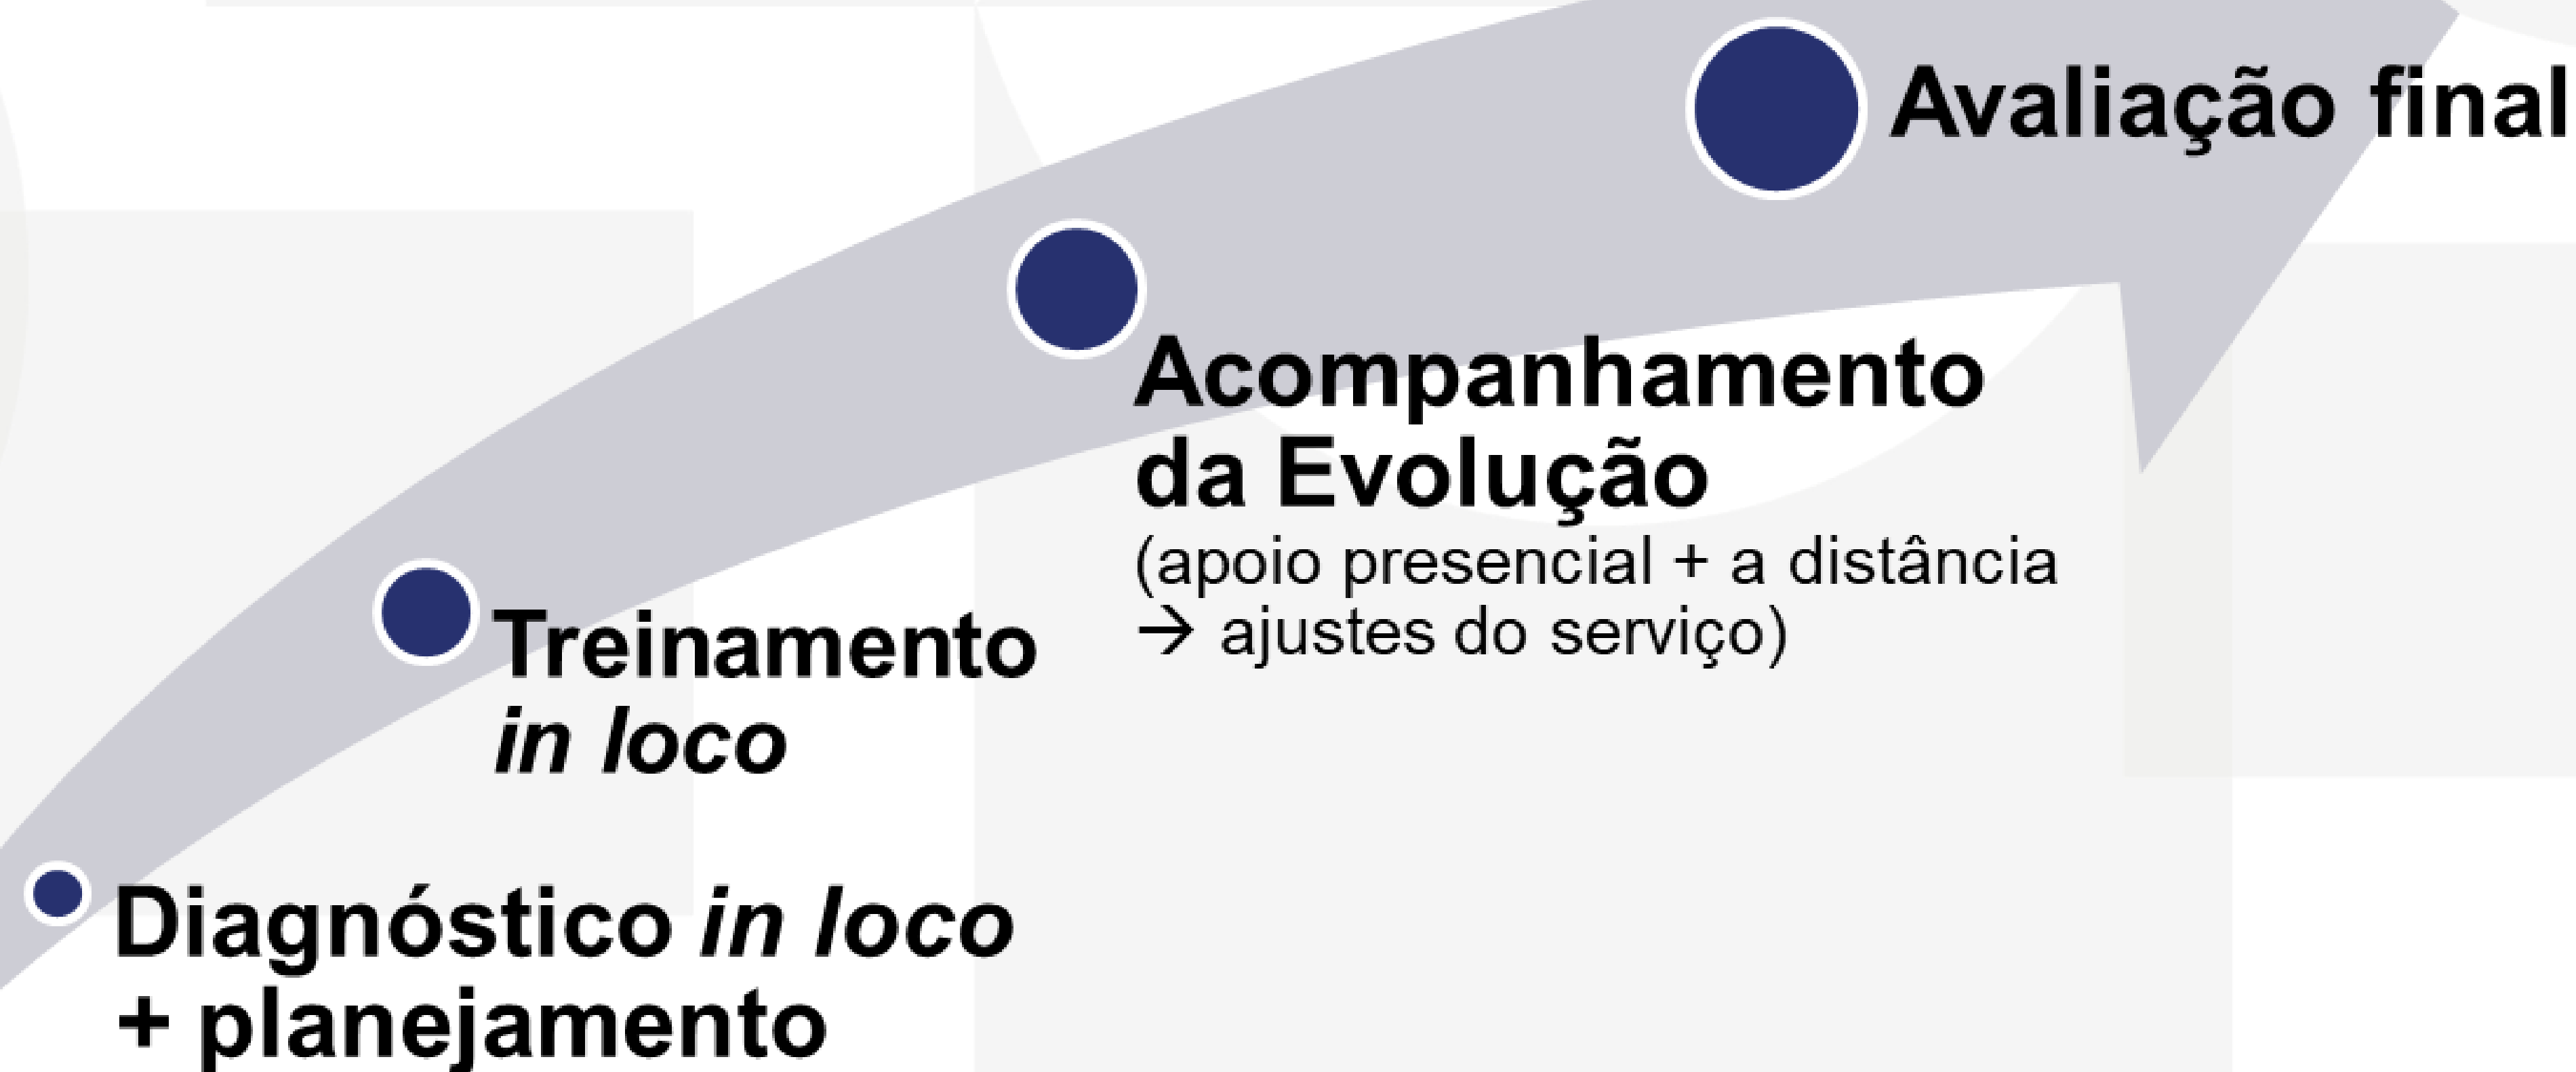 Avaliação final
Acompanhamento
da Evolução
(apoio presencial + a distância
→ ajustes do serviço)
Treinamento
in loco
Diagnóstico in loco
+ planejamento